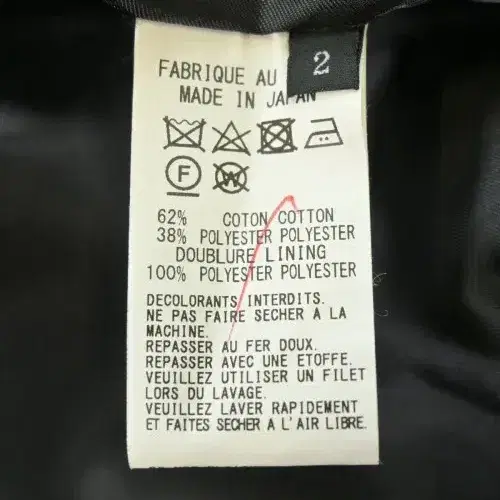 2
FABRIQUE AU
MADE IN JAPAN
F
W
62% COTON COTTON
38% POLYESTER POLYESTER
DOUBLURE LINING
100% POLYESTER POLYESTER
DECOLORANTS INTERDITS.
NE PAS FAIRE SECHER A LA
MACHINE.
REPASSER AU FER DOUX.
REPASSER AVEC UNE ETOFFE.
VEUILLEZ UTILISER UN FILET
LORS DU LAVAGE.
VEUILLEZ LAVER RAPIDEMENT
ET FAITES SECHER A L'AIR LIBRE.